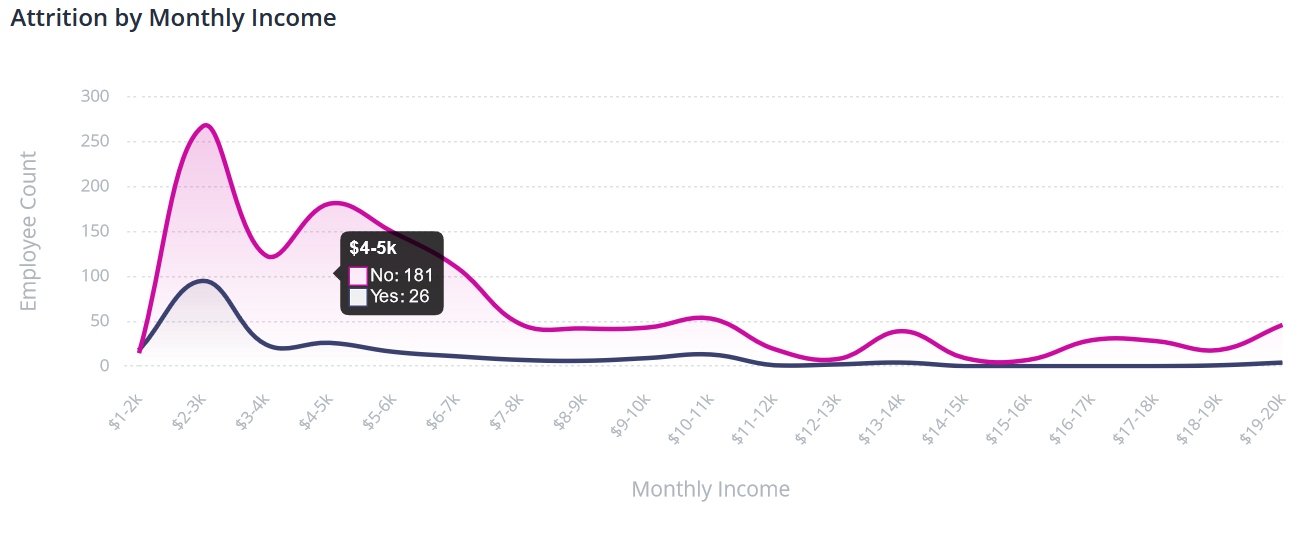 Attrition by Monthly Income
300
250
200
150
100
50
0
Employee Count
$4-5k
No: 181
Yes: 26
$1-2k
$2-3k
$3-4k
$4-5k
$5-6k
$6-7k
$7-8k
$8-9k
$9-10k
$10-11k
$11-12k
$12-13k
$13-14k
$14-15k
$15-16k
$16-17k
$17-18k
$18-19k
$19-20k
Monthly Income